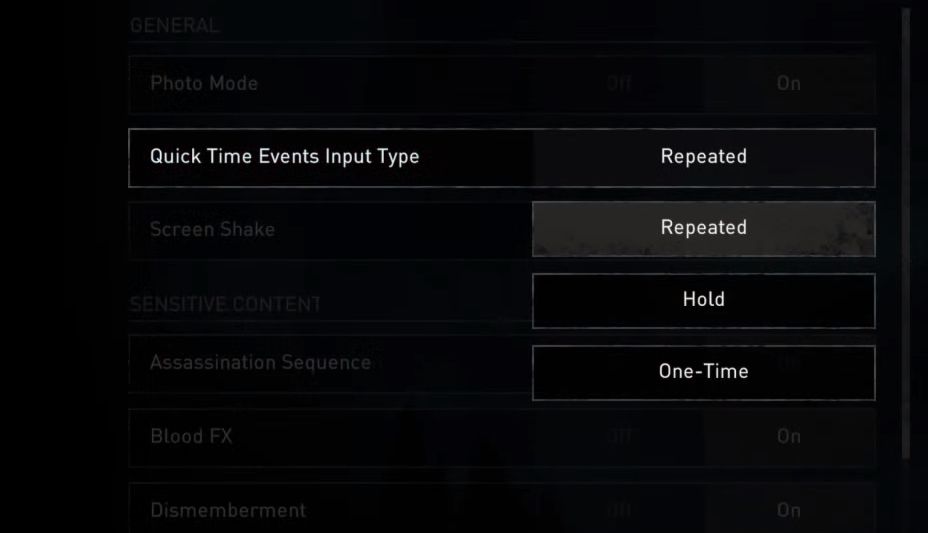 GENERAL
Photo Mode Off On
Quick Time Events Input Type Repeated
Screen Shake Repeated
Hold
SENSITIVE CONTENT
Assassination Sequence One-Time
Blood FX Off On
Dismemberment Off On